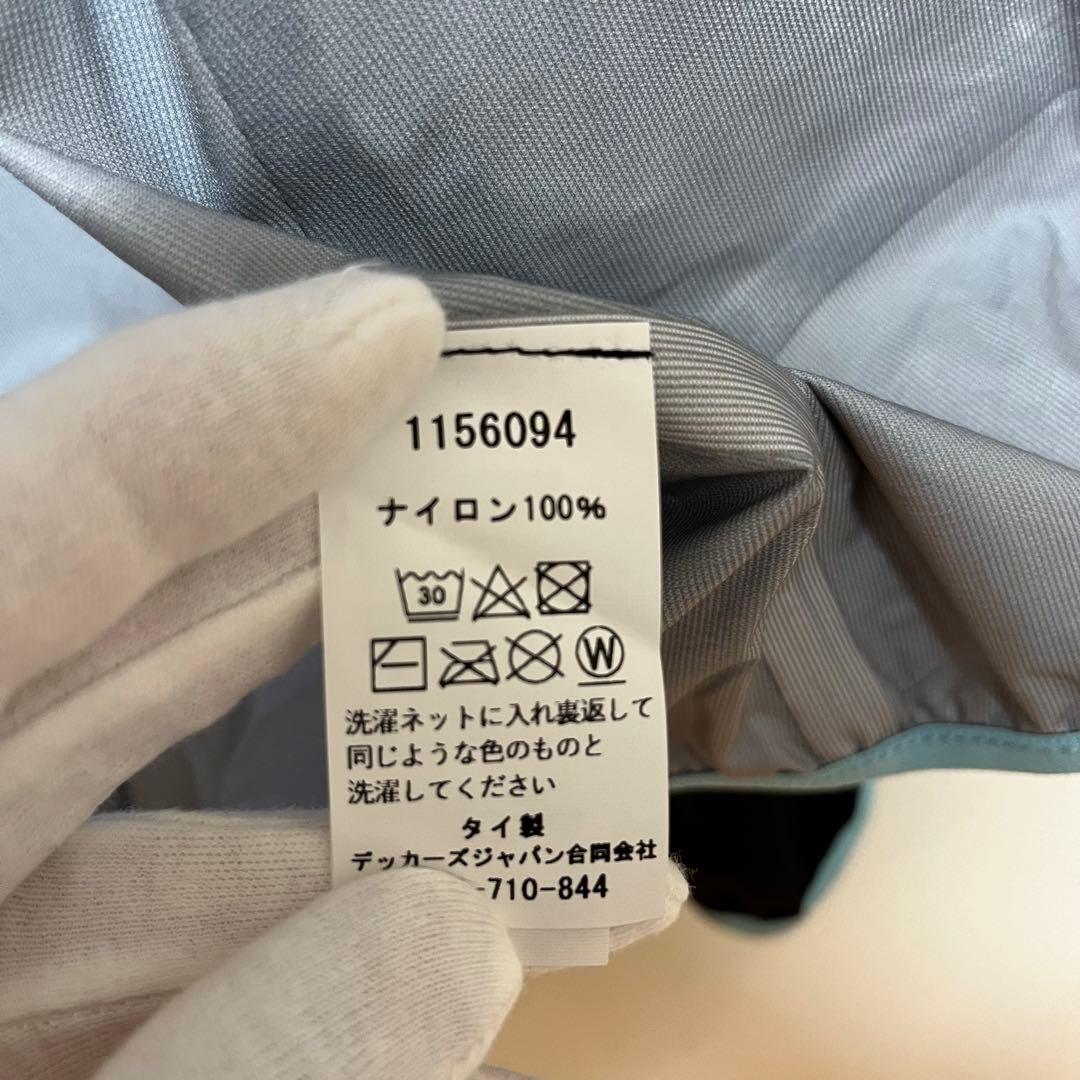 1156094
ナイロン100%
30
W
洗濯ネットに入れ裏返して
同じような色のものと
洗濯してください
タイ製
デッカーズジャパン合同会社
-710-844